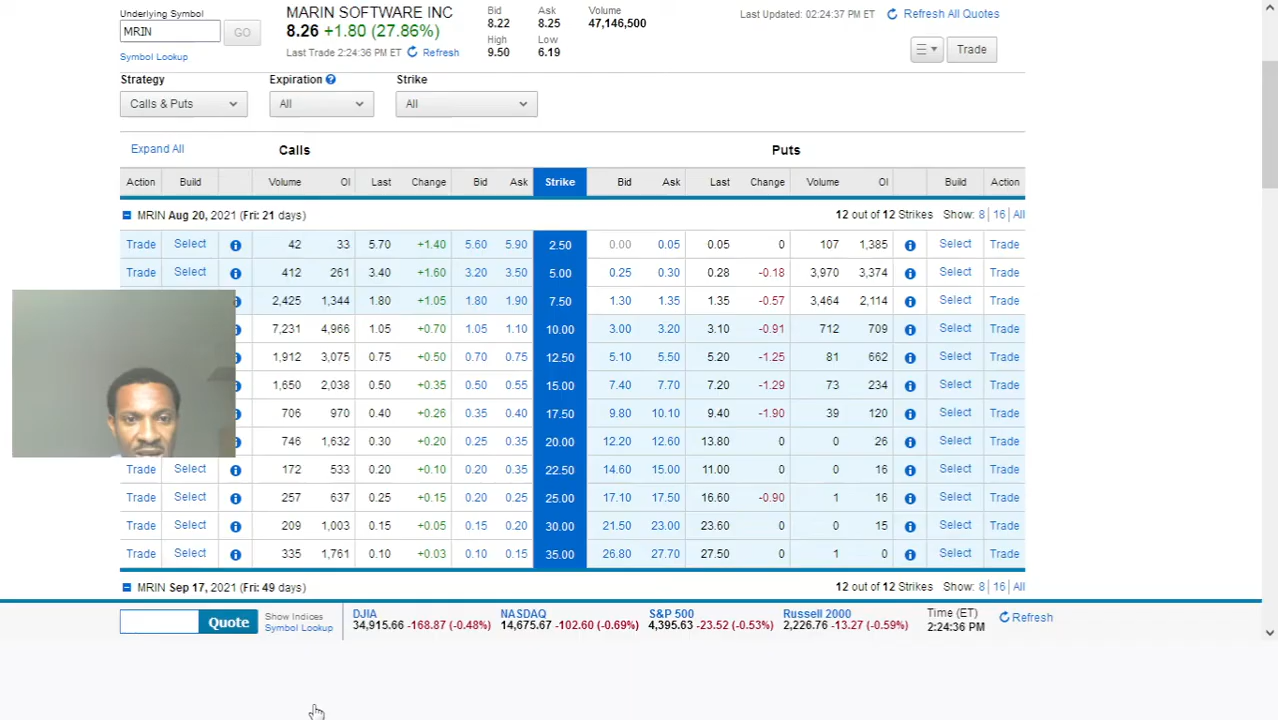 Underlying Symbol
MRIN GO
Symbol Lookup
MARIN SOFTWARE INC
8.26 +1.80 (27.86%)
Last Trade 2:24:36 PM ET Refresh
Bid Ask Volume
8.22 8.25 47,146,500
High Low
9.50 6.19
Last Updated: 02:24:37 PM ET Refresh All Quotes
Trade
Strategy Expiration ? Strike
Calls & Puts All All
Expand All Calls Puts
Action Build Volume OI Last Change Bid Ask Strike Bid Ask Last Change Volume OI Build Action
MRIN Aug 20, 2021 (Fri: 21 days) 12 out of 12 Strikes Show: 8 | 16 | All
Trade Select i 42 33 5.70 +1.40 5.60 5.90 2.50 0.00 0.05 0.05 0 107 1,385 i Select Trade
Trade Select i 412 261 3.40 +1.60 3.20 3.50 5.00 0.25 0.30 0.28 -0.18 3,970 3,374 i Select Trade
2,425 1,344 1.80 +1.05 1.80 1.90 7.50 1.30 1.35 1.35 -0.57 3,464 2,114 i Select Trade
7,231 4,966 1.05 +0.70 1.05 1.10 10.00 3.00 3.20 3.10 -0.91 712 709 i Select Trade
1,912 3,075 0.75 +0.50 0.70 0.75 12.50 5.10 5.50 5.20 -1.25 81 662 i Select Trade
1,650 2,038 0.50 +0.35 0.50 0.55 15.00 7.40 7.70 7.20 -1.29 73 234 i Select Trade
706 970 0.40 +0.26 0.35 0.40 17.50 9.80 10.10 9.40 -1.90 39 120 i Select Trade
746 1,632 0.30 +0.20 0.25 0.35 20.00 12.20 12.60 13.80 0 0 26 i Select Trade
Trade Select i 172 533 0.20 +0.10 0.20 0.35 22.50 14.60 15.00 11.00 0 0 16 i Select Trade
Trade Select i 257 637 0.25 +0.15 0.20 0.25 25.00 17.10 17.50 16.60 -0.90 1 16 i Select Trade
Trade Select i 209 1,003 0.15 +0.05 0.15 0.20 30.00 21.50 23.00 23.60 0 0 15 i Select Trade
Trade Select i 335 1,761 0.10 +0.03 0.10 0.15 35.00 26.80 27.70 27.50 0 1 0 i Select Trade
MRIN Sep 17, 2021 (Fri: 49 days) 12 out of 12 Strikes Show: 8 | 16 | All
Quote
Show Indices
Symbol Lookup
DJIA
34,915.66 -168.87 (-0.48%)
NASDAQ
14,675.67 -102.60 (-0.69%)
S&P 500
4,395.63 -23.52 (-0.53%)
Russell 2000
2,226.76 -13.27 (-0.59%)
Time (ET)
2:24:36 PM
Refresh